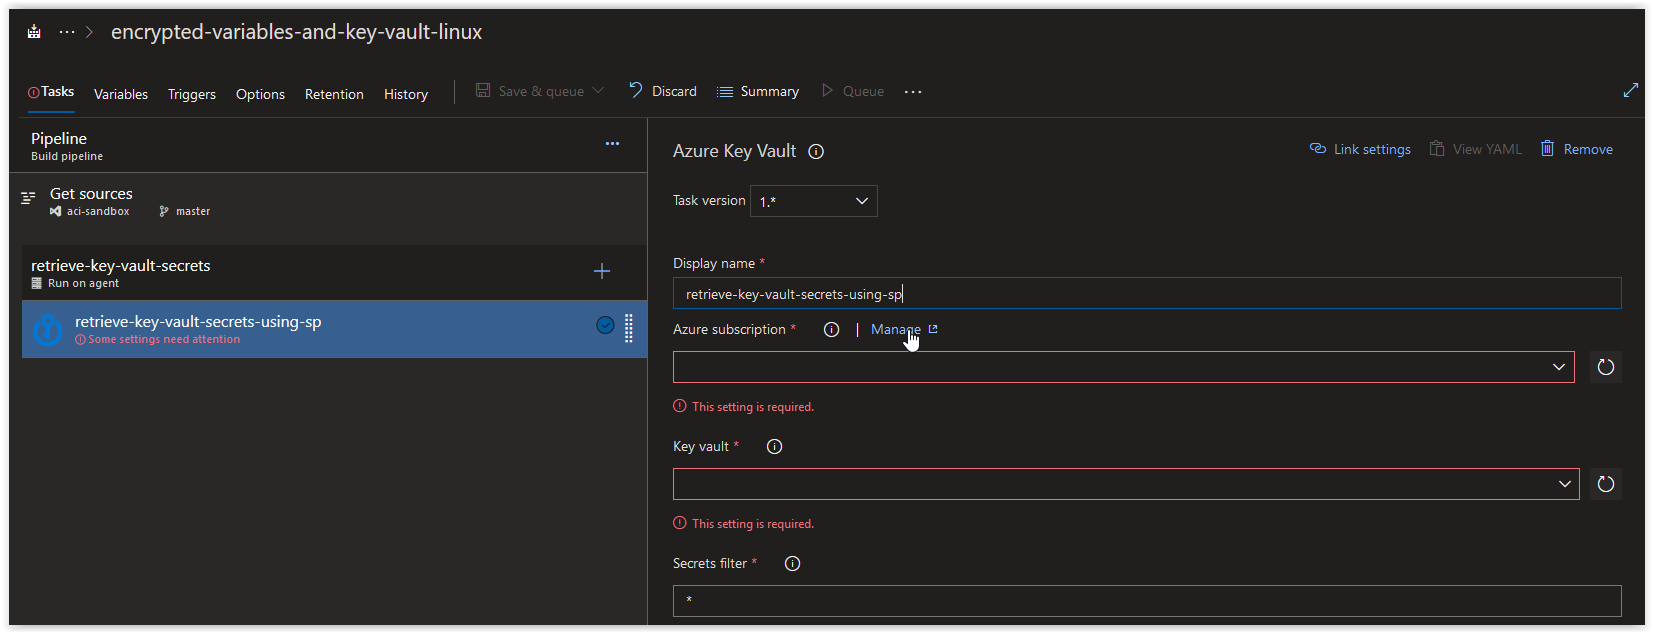 ... > encrypted-variables-and-key-vault-linux
Tasks Variables Triggers Options Retention History Save & queue Discard Summary Queue ...
Pipeline ...
Build pipeline
Get sources
aci-sandbox master
retrieve-key-vault-secrets +
Run on agent
retrieve-key-vault-secrets-using-sp
Some settings need attention
Azure Key Vault Link settings View YAML Remove
Task version 1.*
Display name *
retrieve-key-vault-secrets-using-sp
Azure subscription * | Manage
This setting is required.
Key vault *
This setting is required.
Secrets filter *
*